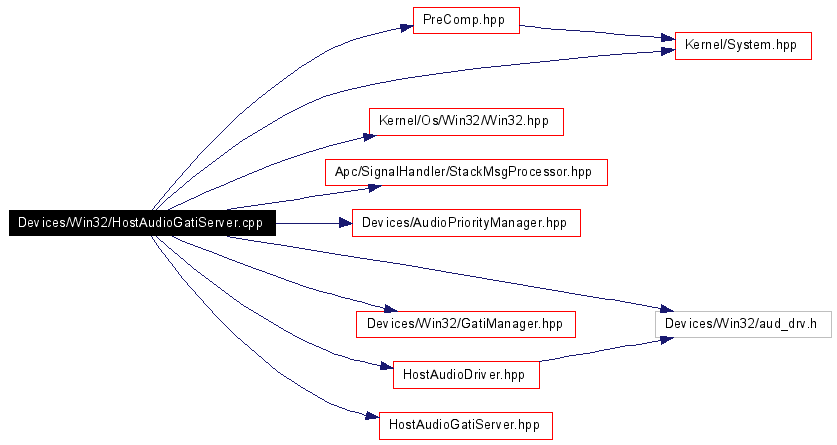 PreComp.hpp
Kernel/System.hpp
Kernel/Os/Win32/Win32.hpp
Apc/SignalHandler/StackMsgProcessor.hpp
Devices/Win32/HostAudioGatiServer.cpp
Devices/AudioPriorityManager.hpp
Devices/Win32/GatiManager.hpp
Devices/Win32/aud_drv.h
HostAudioDriver.hpp
HostAudioGatiServer.hpp